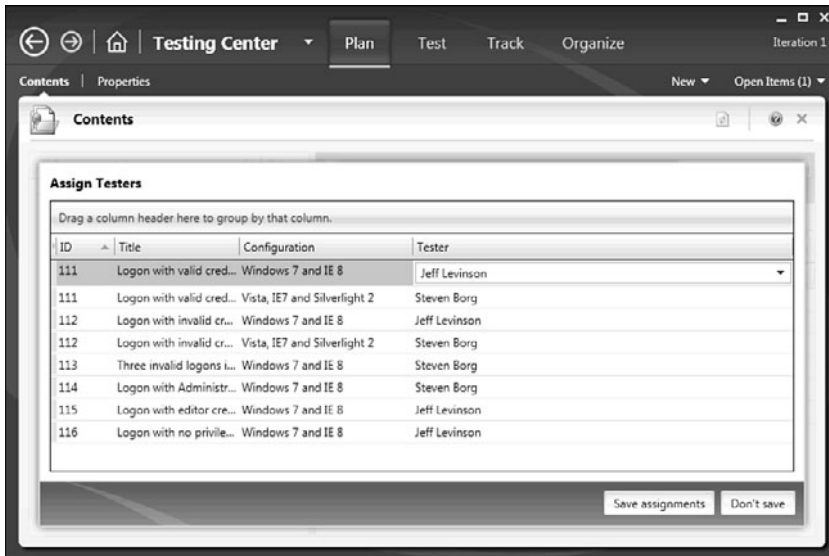 Testing Center Plan Test Track Organize Iteration 1
Contents Properties New Open Items (1)
Contents
Assign Testers
Drag a column header here to group by that column.
ID Title Configuration Tester
111 Logon with valid cred... Windows 7 and IE 8 Jeff Levinson
111 Logon with valid cred... Vista, IE7 and Silverlight 2 Steven Borg
112 Logon with invalid cr... Windows 7 and IE 8 Jeff Levinson
112 Logon with invalid cr... Vista, IE7 and Silverlight 2 Steven Borg
113 Three invalid logons i... Windows 7 and IE 8 Steven Borg
114 Logon with Administr... Windows 7 and IE 8 Steven Borg
115 Logon with editor cre... Windows 7 and IE 8 Jeff Levinson
116 Logon with no privile... Windows 7 and IE 8 Jeff Levinson
Save assignments Don't save